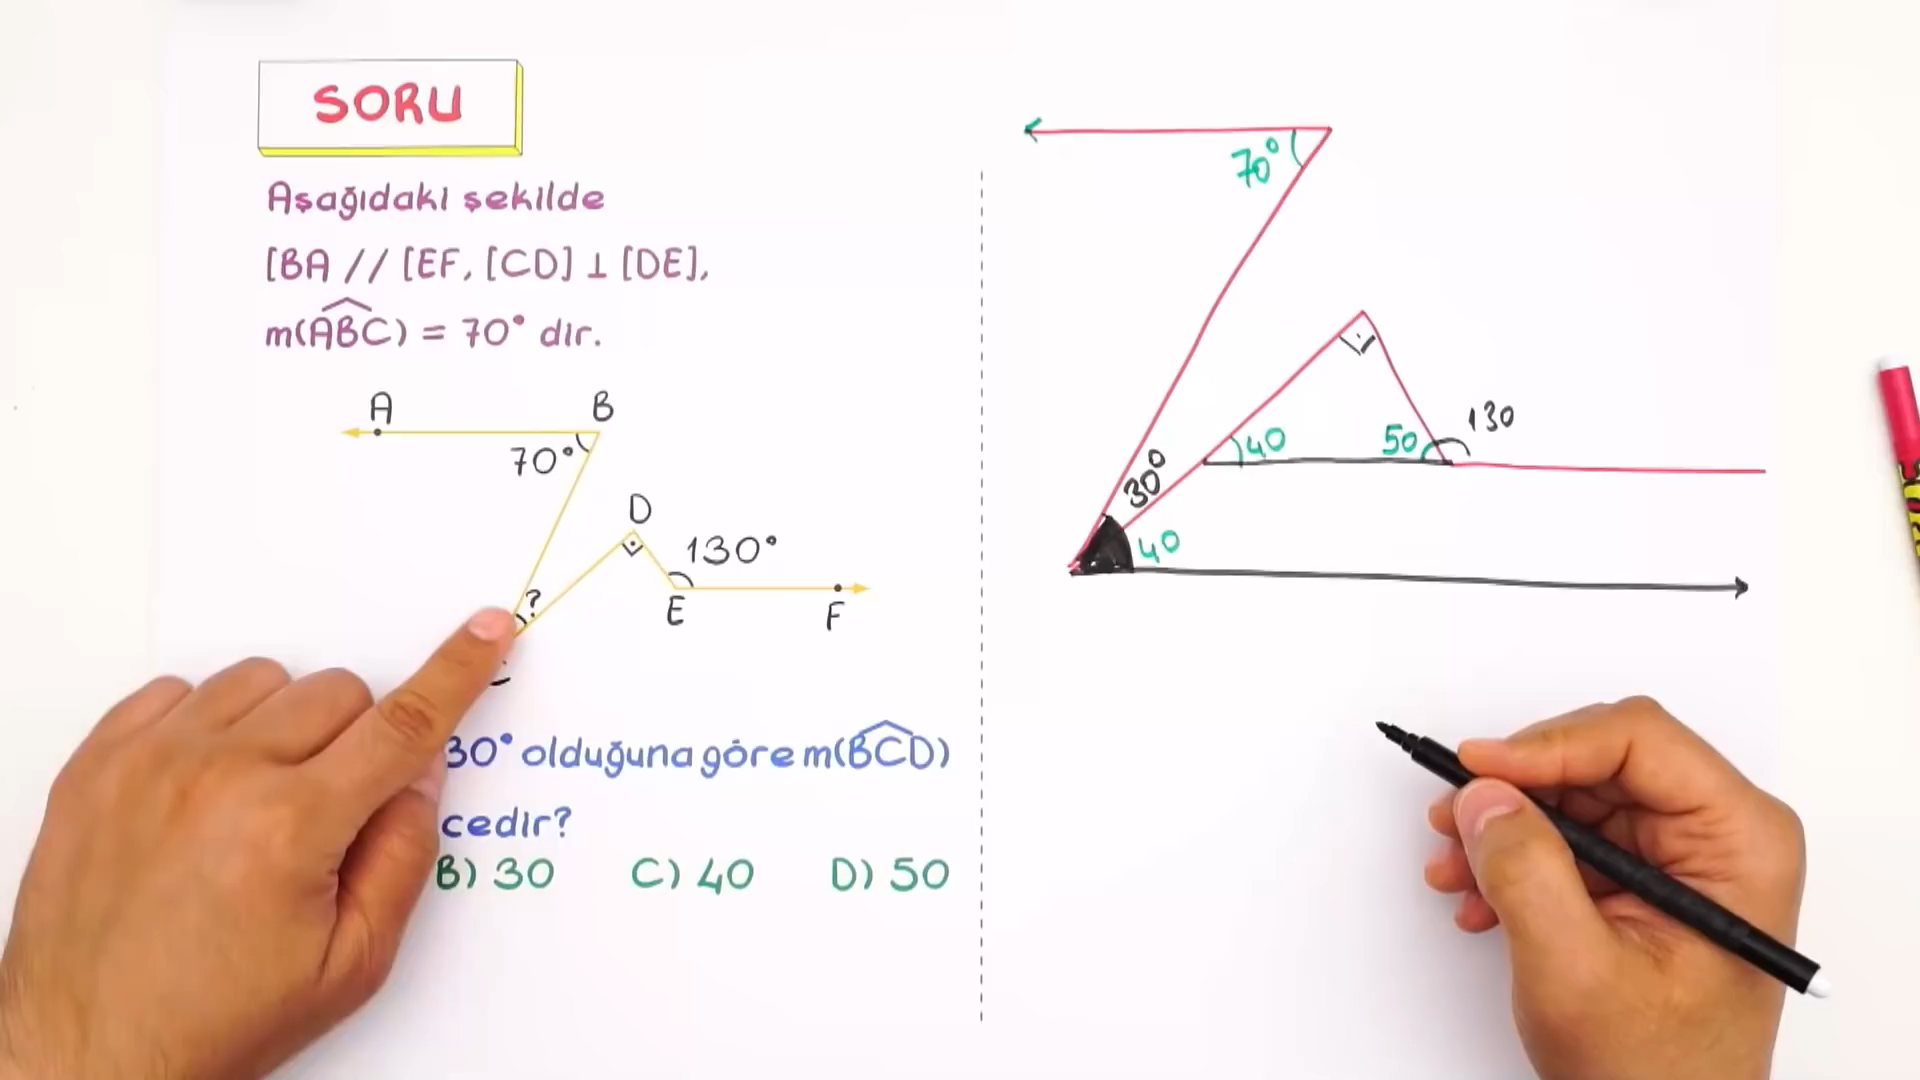 SORU
Aşağıdaki şekilde
[BA // [EF, [CD] ⊥ [DE],
m(ABC) = 70° dir.
A
B
70°
D
130°
?
E
F
30° olduğuna göre m(BCD)
cedir?
B) 30 C) 40 D) 50
70°
130
40
50
30°
40